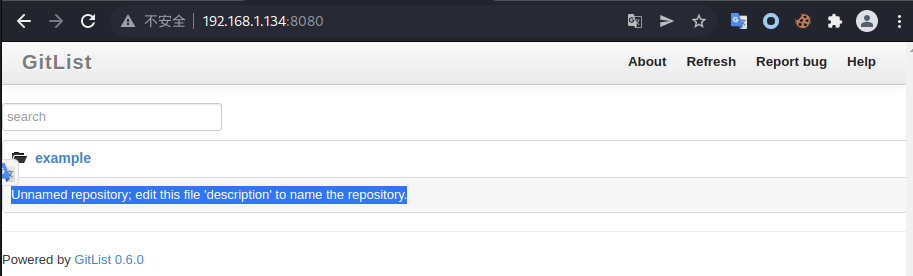 不安全 192.168.1.134:8080
GitList About Refresh Report bug Help
search
example
Unnamed repository; edit this file 'description' to name the repository.
Powered by GitList 0.6.0